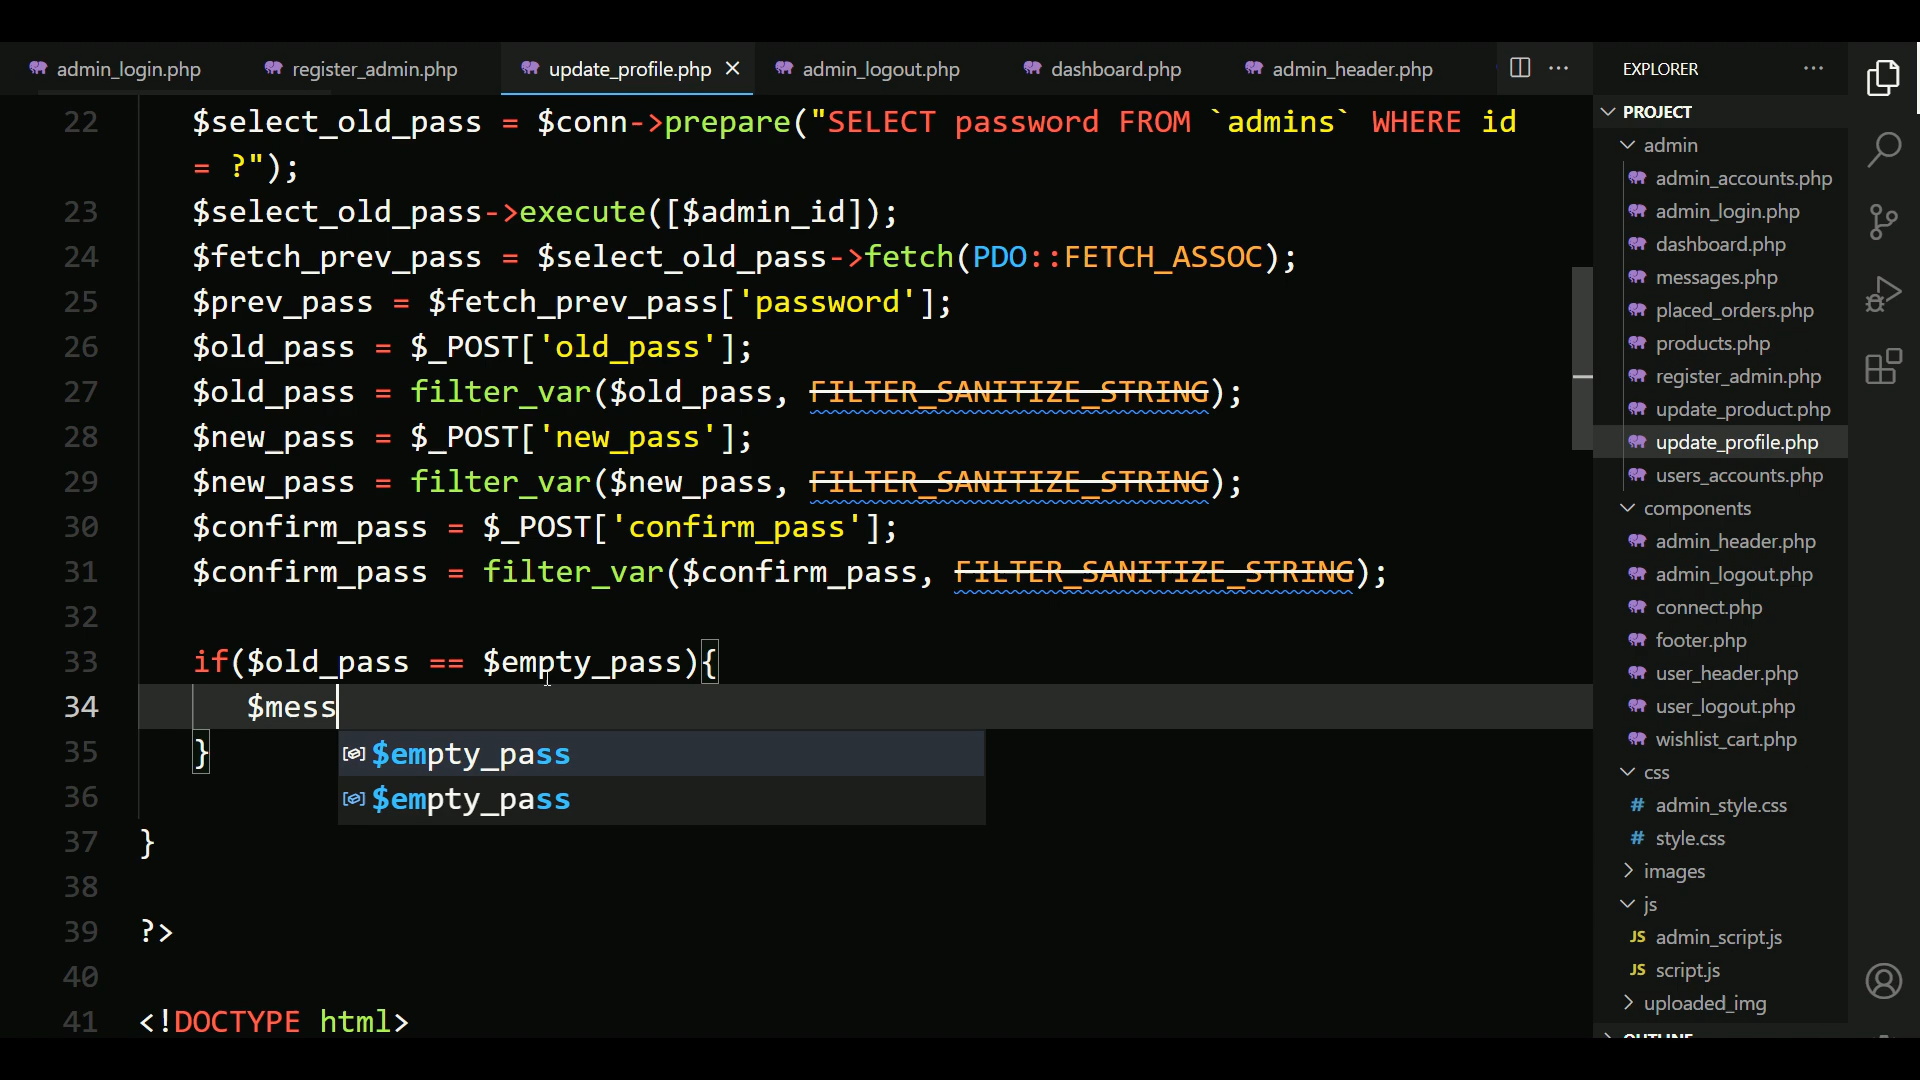 admin_login.php register_admin.php update_profile.php admin_logout.php dashboard.php admin_header.php
22 $select_old_pass = $conn->prepare("SELECT password FROM `admins` WHERE id
= ?");
23 $select_old_pass->execute([$admin_id]);
24 $fetch_prev_pass = $select_old_pass->fetch(PDO::FETCH_ASSOC);
25 $prev_pass = $fetch_prev_pass['password'];
26 $old_pass = $_POST['old_pass'];
27 $old_pass = filter_var($old_pass, FILTER_SANITIZE_STRING);
28 $new_pass = $_POST['new_pass'];
29 $new_pass = filter_var($new_pass, FILTER_SANITIZE_STRING);
30 $confirm_pass = $_POST['confirm_pass'];
31 $confirm_pass = filter_var($confirm_pass, FILTER_SANITIZE_STRING);
32
33 if($old_pass == $empty_pass){
34 $mess
35 }
$empty_pass
$empty_pass
36
37 }
38
39 ?>
40
41 <!DOCTYPE html>
EXPLORER
PROJECT
admin
admin_accounts.php
admin_login.php
dashboard.php
messages.php
placed_orders.php
products.php
register_admin.php
update_product.php
update_profile.php
users_accounts.php
components
admin_header.php
admin_logout.php
connect.php
footer.php
user_header.php
user_logout.php
wishlist_cart.php
css
# admin_style.css
# style.css
images
js
JS admin_script.js
JS script.js
uploaded_img
OUTLINE